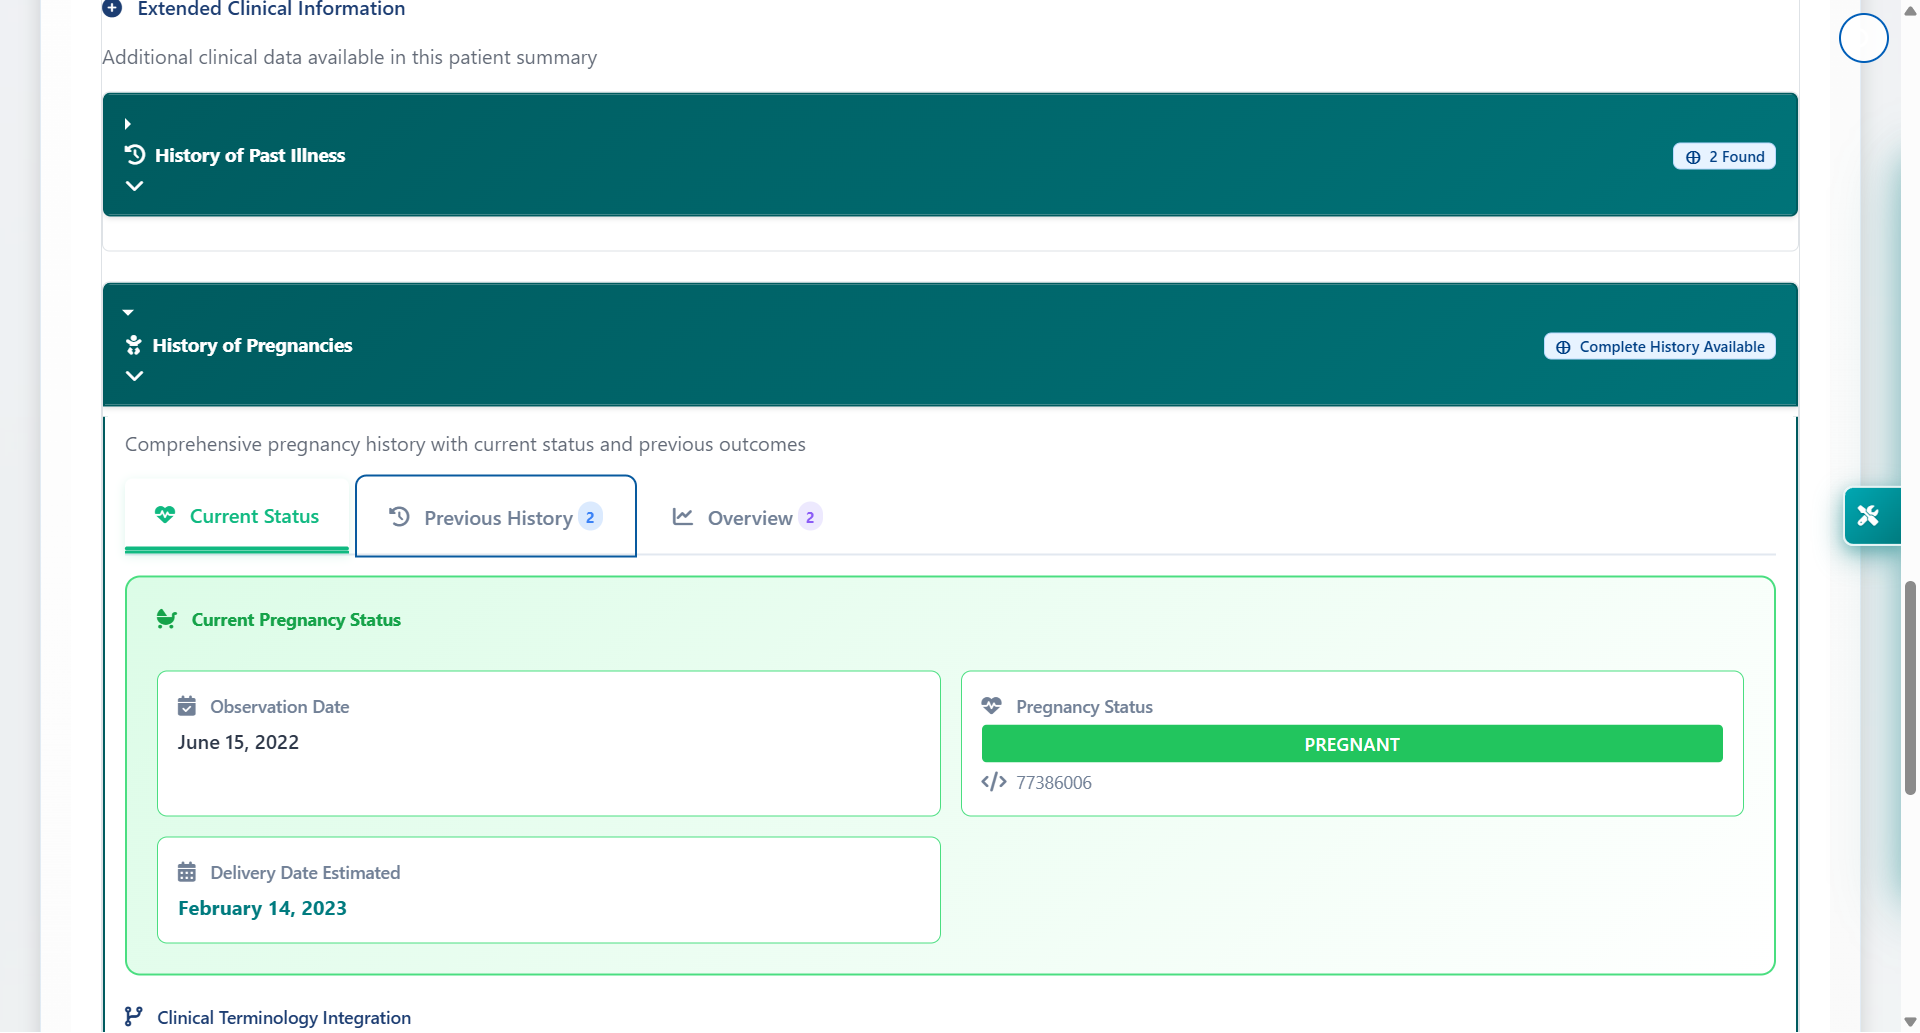 Extended Clinical Information
Additional clinical data available in this patient summary
History of Past Illness
2 Found
History of Pregnancies
Complete History Available
Comprehensive pregnancy history with current status and previous outcomes
Current Status
Previous History 2
Overview 2
Current Pregnancy Status
Observation Date
June 15, 2022
Pregnancy Status
PREGNANT
77386006
Delivery Date Estimated
February 14, 2023
Clinical Terminology Integration